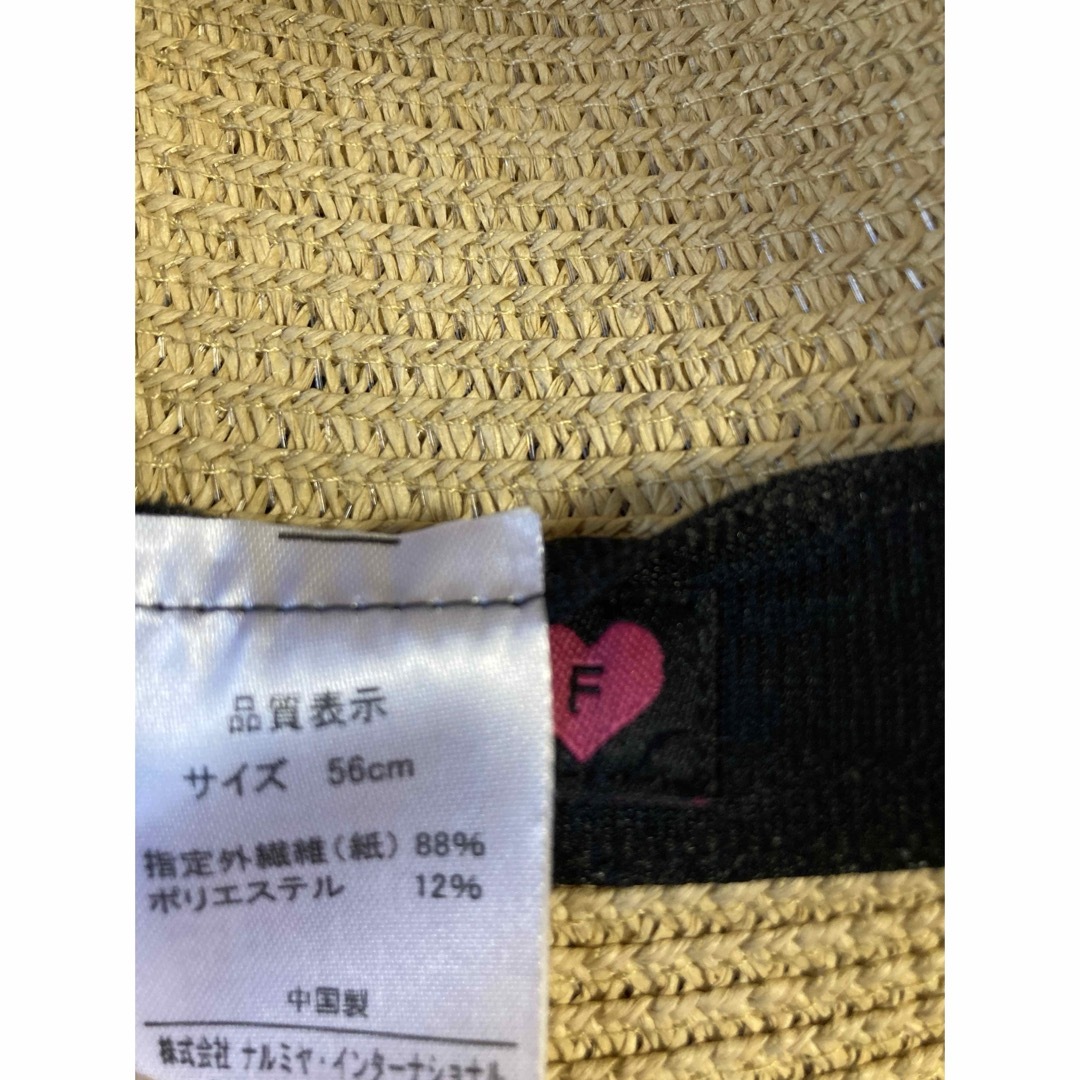 F
品質表示
サイズ 56cm
指定外繊維(紙) 88%
ポリエステル 12%
中国製
株式会社 ナルミヤ・インターナショナル